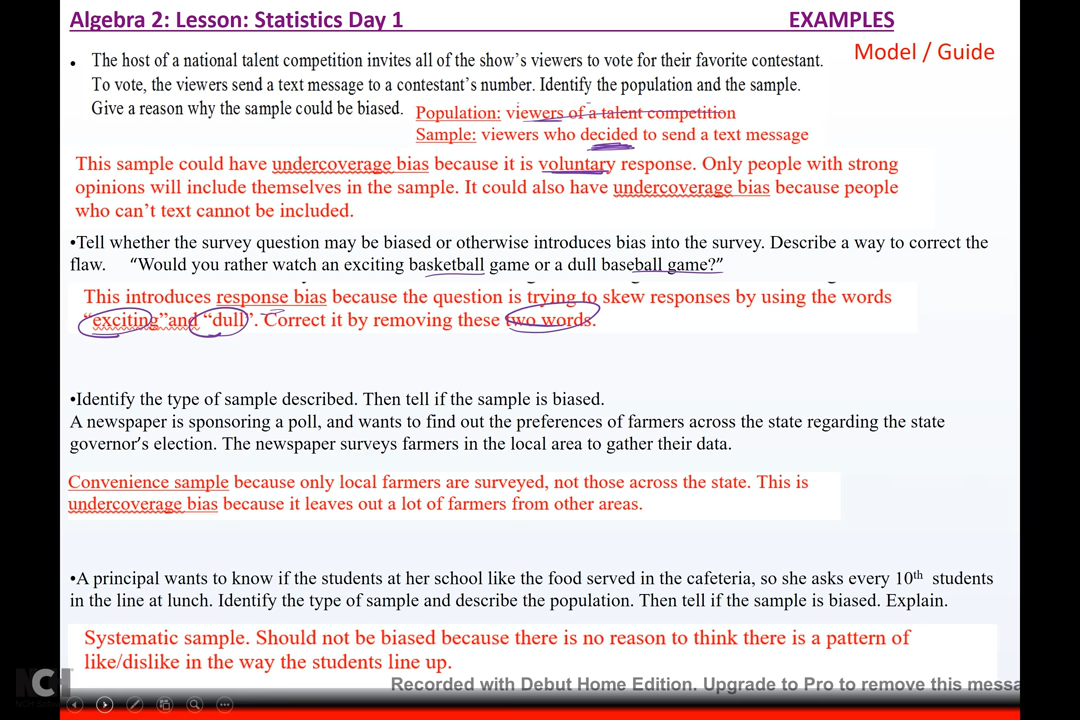 Algebra 2: Lesson: Statistics Day 1 EXAMPLES
Model / Guide
• The host of a national talent competition invites all of the show's viewers to vote for their favorite contestant.
To vote, the viewers send a text message to a contestant's number. Identify the population and the sample.
Give a reason why the sample could be biased.
Population: viewers of a talent competition
Sample: viewers who decided to send a text message
This sample could have undercoverage bias because it is voluntary response. Only people with strong
opinions will include themselves in the sample. It could also have undercoverage bias because people
who can't text cannot be included.
•Tell whether the survey question may be biased or otherwise introduces bias into the survey. Describe a way to correct the
flaw. "Would you rather watch an exciting basketball game or a dull baseball game?"
This introduces response bias because the question is trying to skew responses by using the words
"exciting"and "dull". Correct it by removing these two words.
•Identify the type of sample described. Then tell if the sample is biased.
A newspaper is sponsoring a poll, and wants to find out the preferences of farmers across the state regarding the state
governor's election. The newspaper surveys farmers in the local area to gather their data.
Convenience sample because only local farmers are surveyed, not those across the state. This is
undercoverage bias because it leaves out a lot of farmers from other areas.
•A principal wants to know if the students at her school like the food served in the cafeteria, so she asks every 10th students
in the line at lunch. Identify the type of sample and describe the population. Then tell if the sample is biased. Explain.
Systematic sample. Should not be biased because there is no reason to think there is a pattern of
like/dislike in the way the students line up.
Recorded with Debut Home Edition. Upgrade to Pro to remove this messa
NCH